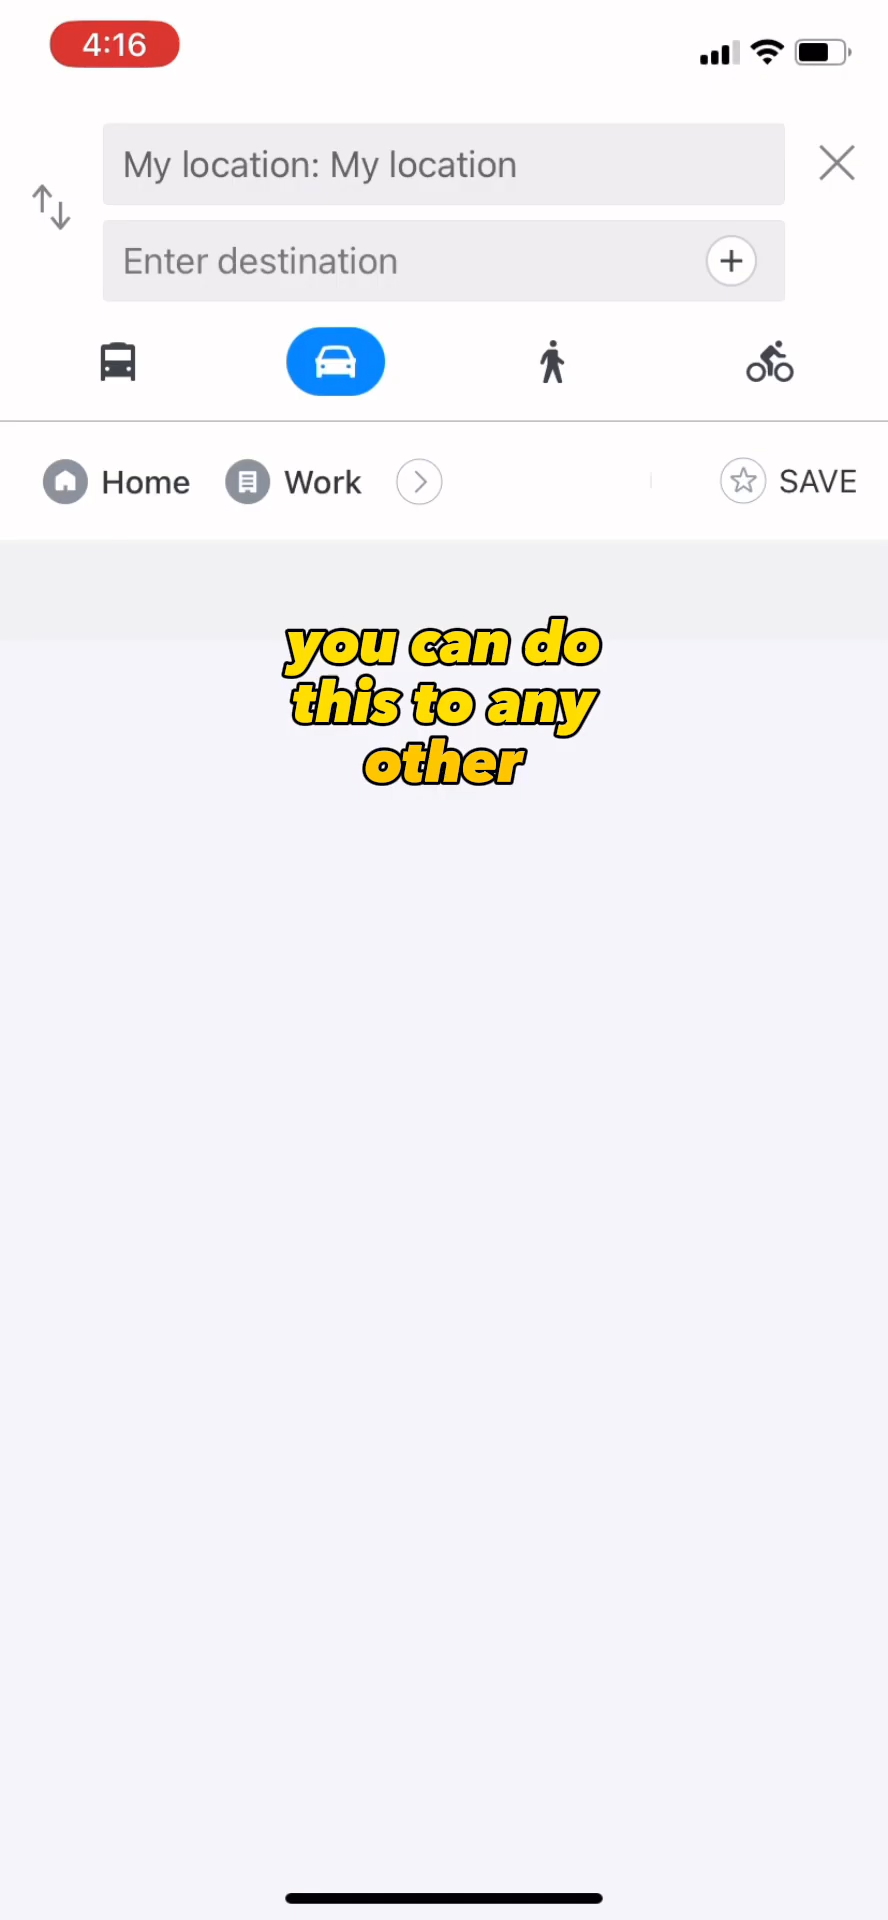 4:16
My location: My location
Enter destination
Home
Work
SAVE
you can do
this to any
other